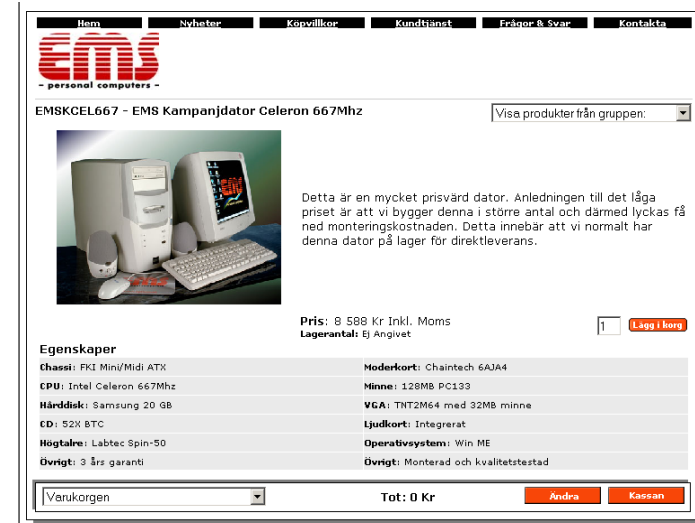 Hem Nyheter Köpvillkor Kundtjänst Frågor & Svar Kontakta
EMS
- personal computers -
EMSKCEL667 - EMS Kampanjdator Celeron 667Mhz
Visa produkter från gruppen:
Detta är en mycket prisvärd dator. Anledningen till det låga
priset är att vi bygger denna i större antal och därmed lyckas få
ned monteringskostnaden. Detta innebär att vi normalt har
denna dator på lager för direktleverans.
Pris: 8 588 Kr Inkl. Moms
Lagerantal: Ej Angivet
1 Lägg i korg
Egenskaper
Chassi: FKI Mini/Midi ATX Moderkort: Chaintech 6AJA4
CPU: Intel Celeron 667Mhz Minne: 128MB PC133
Hårddisk: Samsung 20 GB VGA: TNT2M64 med 32MB minne
CD: 52X BTC Ljudkort: Integrerat
Högtalre: Labtec Spin-50 Operativsystem: Win ME
Övrigt: 3 års garanti Övrigt: Monterad och kvalitetstestad
Varukorgen Tot: 0 Kr Ändra Kassan